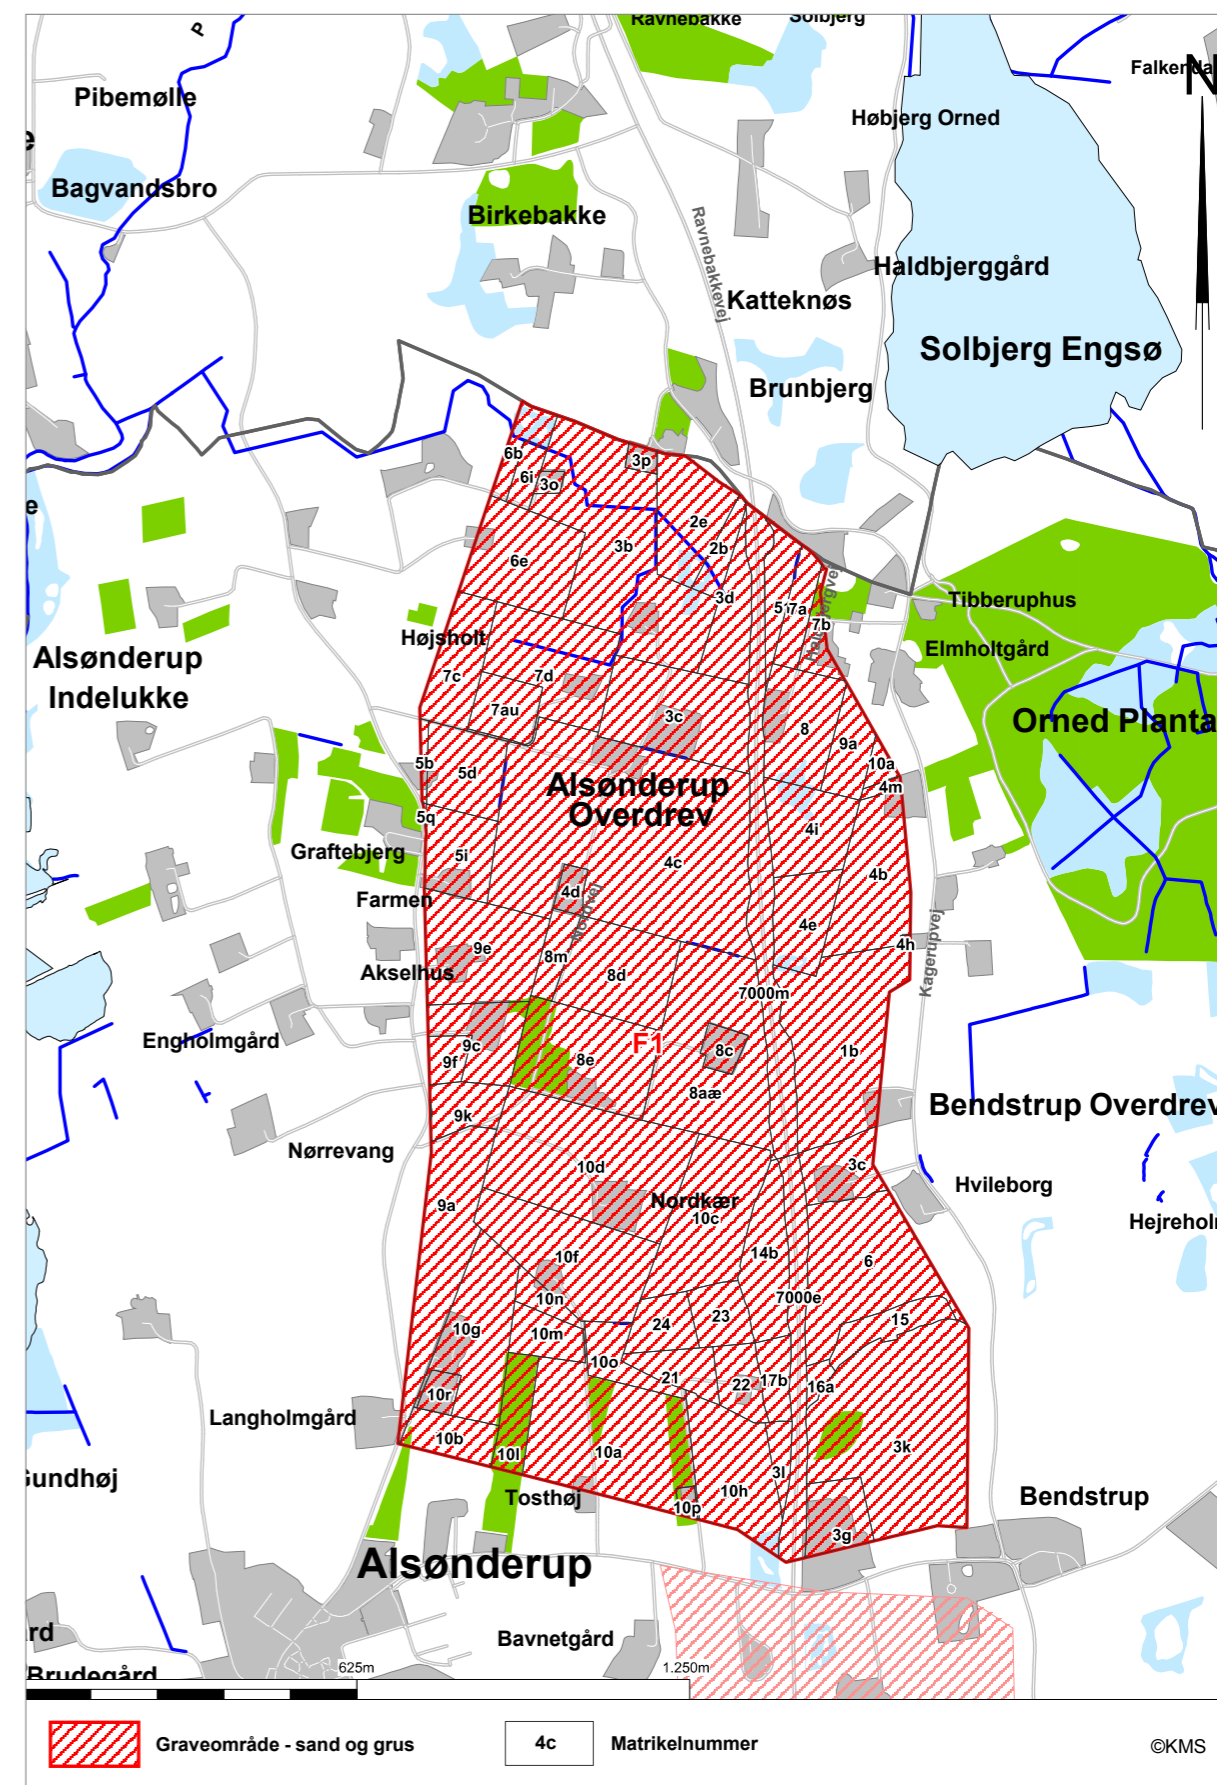 Ravnebakke
Solbjerg
Falkenda
N
P
Pibemølle
Høbjerg Orned
e
Bagvandsbro
Birkebakke
Ravnebakkevej
Haldbjerggård
Katteknøs
Solbjerg Engsø
Brunbjerg
6b
6i
3o
3p
e
2e
2b
3b
6e
3d
7a
7b
Tibberuphus
Højsholt
Elmholtgård
Alsønderup
Indelukke
7c
7d
7au
3c
8
9a
10a
4m
Orned Planta
5b
5d
5q
Alsønderup
Overdrev
4i
Graftebjerg
5i
4c
4b
Farmen
4d
Nordvej
4e
Kagerupvej
Akselhus
9e
8m
8d
4h
7000m
Engholmgård
9c
9f
8e
F1
8c
1b
8aæ
Bendstrup Overdrev
9k
Nørrevang
10d
3c
Hvileborg
9a
Nordkær
10c
Hejreholm
14b
6
10f
7000e
10n
10g
10m
24
23
15
10o
21
22
17b
16a
10r
Langholmgård
10b
10l
10a
3k
3l
10h
10p
3g
Gundhøj
Tosthøj
Bendstrup
Alsønderup
rd
Bavnetgård
Brudegård
625m
1.250m
Graveområde - sand og grus
4c
Matrikelnummer
©KMS